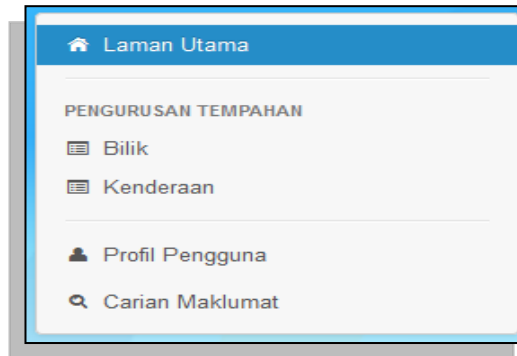 Laman Utama
PENGURUSAN TEMPAHAN
Bilik
Kenderaan
Profil Pengguna
Carian Maklumat